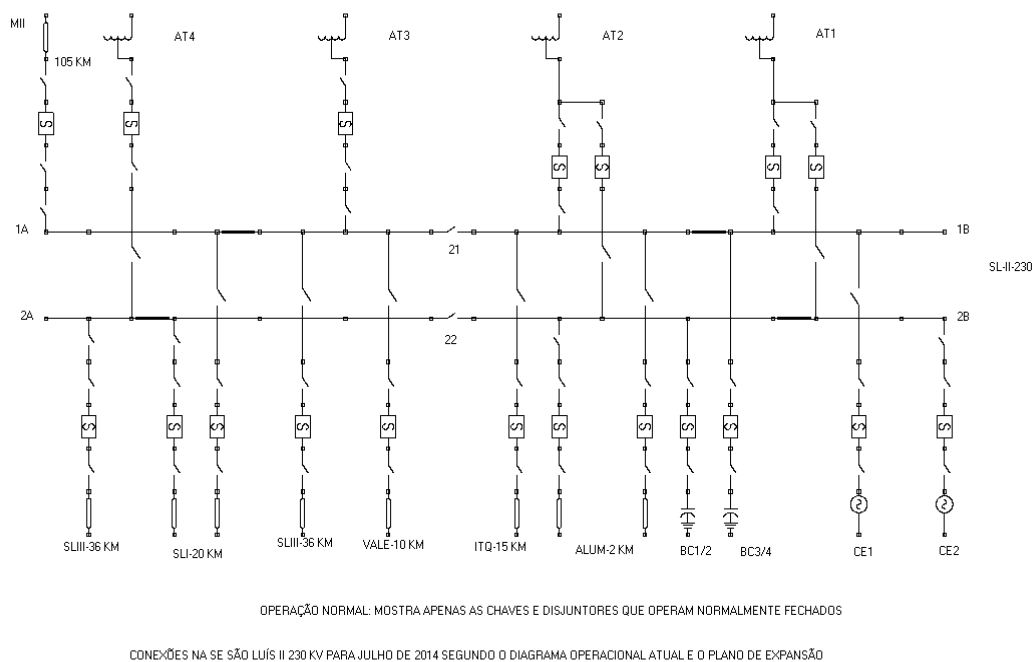 MII
AT4
AT3
AT2
AT1
105 KM
S
5
S
S
S
S
S
1A
21
1B
SL-II-230
2A
22
2B
S
S
S
S
S
S
S
S
S
S
S
S
SLIII-36 KM
SLI-20 KM
SLIII-36 KM
VALE-10 KM
ITQ-15 KM
ALUM-2 KM
BC1/2
BC3/4
CE1
CE2
OPERAÇÃO NORMAL: MOSTRA APENAS AS CHAVES E DISJUNTORES QUE OPERAM NORMALMENTE FECHADOS
CONEXÕES NA SE SÃO LUÍS II 230 KV PARA JULHO DE 2014 SEGUNDO O DIAGRAMA OPERACIONAL ATUAL E O PLANO DE EXPANSÃO